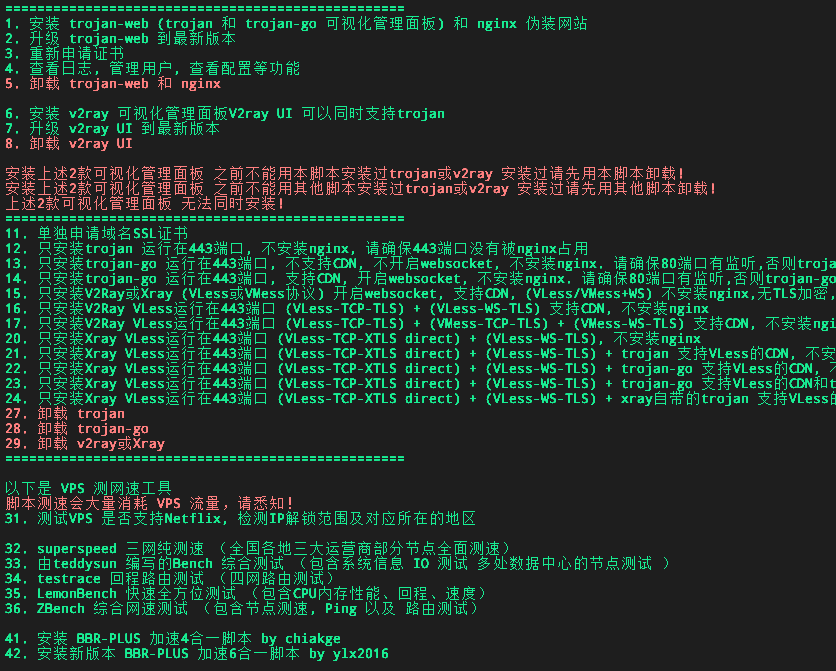 ==================================================
1. 安装 trojan-web (trojan 和 trojan-go 可视化管理面板) 和 nginx 伪装网站
2. 升级 trojan-web 到最新版本
3. 重新申请证书
4. 查看日志, 管理用户, 查看配置等功能
5. 卸载 trojan-web 和 nginx
6. 安装 v2ray 可视化管理面板V2ray UI 可以同时支持trojan
7. 升级 v2ray UI 到最新版本
8. 卸载 v2ray UI
安装上述2款可视化管理面板 之前不能用本脚本安装过trojan或v2ray 安装过请先用本脚本卸载!
安装上述2款可视化管理面板 之前不能用其他脚本安装过trojan或v2ray 安装过请先用其他脚本卸载!
上述2款可视化管理面板 无法同时安装!
==================================================
11. 单独申请域名SSL证书
12. 只安装trojan 运行在443端口, 不安装nginx, 请确保443端口没有被nginx占用
13. 只安装trojan-go 运行在443端口, 不支持CDN, 不开启websocket, 不安装nginx. 请确保80端口有监听,否则troja
14. 只安装trojan-go 运行在443端口, 支持CDN, 开启websocket, 不安装nginx. 请确保80端口有监听,否则trojan-go
15. 只安装V2Ray或Xray (VLess或VMess协议) 开启websocket, 支持CDN, (VLess/VMess+WS) 不安装nginx,无TLS加密,
16. 只安装V2Ray VLess运行在443端口 (VLess-TCP-TLS) + (VLess-WS-TLS) 支持CDN, 不安装nginx
17. 只安装V2Ray VLess运行在443端口 (VLess-TCP-TLS) + (VMess-TCP-TLS) + (VMess-WS-TLS) 支持CDN, 不安装ngi
20. 只安装Xray VLess运行在443端口 (VLess-TCP-XTLS direct) + (VLess-WS-TLS), 不安装nginx
21. 只安装Xray VLess运行在443端口 (VLess-TCP-XTLS direct) + (VLess-WS-TLS) + trojan 支持VLess的CDN, 不安
22. 只安装Xray VLess运行在443端口 (VLess-TCP-XTLS direct) + (VLess-WS-TLS) + trojan-go 支持VLess的CDN, 不
23. 只安装Xray VLess运行在443端口 (VLess-TCP-XTLS direct) + (VLess-WS-TLS) + trojan-go 支持VLess的CDN和t
24. 只安装Xray VLess运行在443端口 (VLess-TCP-XTLS direct) + (VLess-WS-TLS) + xray自带的trojan 支持VLess的
27. 卸载 trojan
28. 卸载 trojan-go
29. 卸载 v2ray或Xray
==================================================
以下是 VPS 测网速工具
脚本测速会大量消耗 VPS 流量，请悉知!
31. 测试VPS 是否支持Netflix, 检测IP解锁范围及对应所在的地区
32. superspeed 三网纯测速 （全国各地三大运营商部分节点全面测速）
33. 由teddysun 编写的Bench 综合测试 （包含系统信息 IO 测试 多处数据中心的节点测试 ）
34. testrace 回程路由测试 （四网路由测试）
35. LemonBench 快速全方位测试 （包含CPU内存性能、回程、速度）
36. ZBench 综合网速测试 （包含节点测速, Ping 以及 路由测试）
41. 安装 BBR-PLUS 加速4合一脚本 by chiakge
42. 安装新版本 BBR-PLUS 加速6合一脚本 by ylx2016